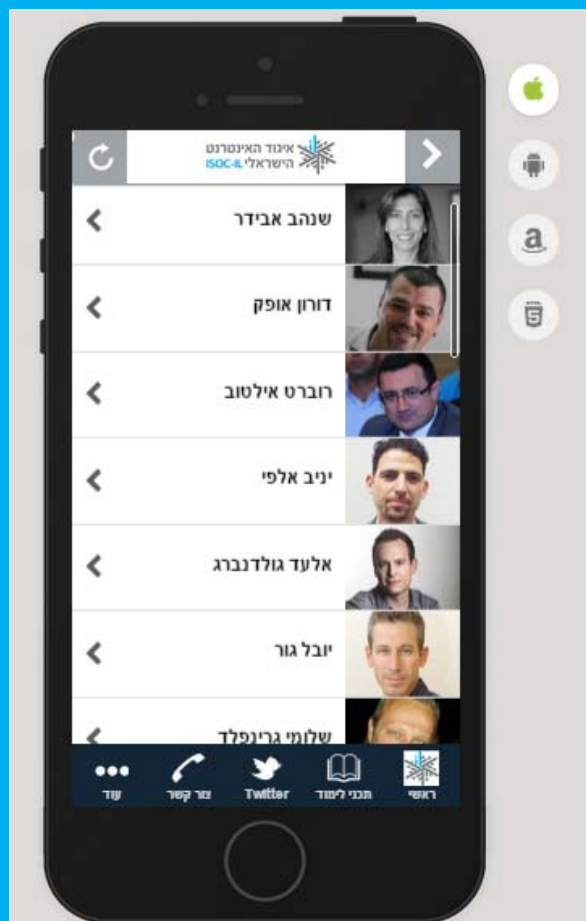 איגוד האינטרנט
הישראלי ISOC-IL
שנהב אבידר
דורון אופק
רוברט אילטוב
יניב אלפי
אלעד גולדנברג
יובל גור
שלומי גרינפלד
ראשי
תכני לימוד
Twitter
צור קשר
עוד